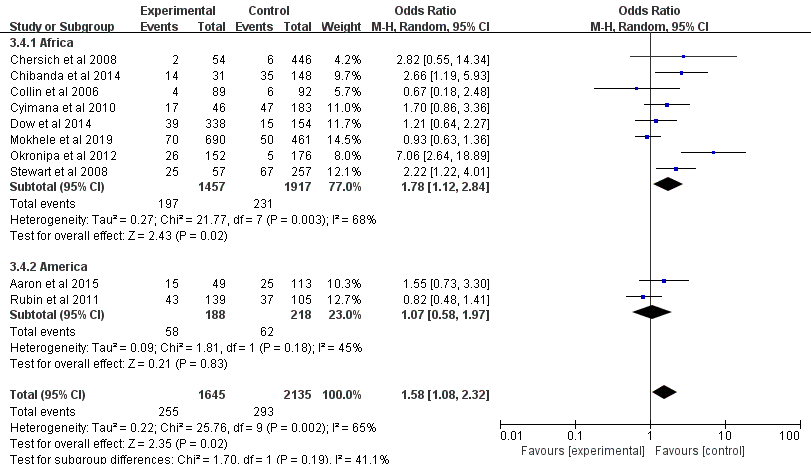 Experimental Control Odds Ratio Odds Ratio
Study or Subgroup Events Total Events Total Weight M-H, Random, 95% CI M-H, Random, 95% CI
3.4.1 Africa
Chersich et al 2008 2 54 6 446 4.2% 2.82 [0.55, 14.34]
Chibanda et al 2014 14 31 35 148 9.7% 2.66 [1.19, 5.93]
Collin et al 2006 4 89 6 92 6.2% 0.67 [0.18, 2.48]
Cyimana et al 2010 17 46 47 183 11.0% 1.70 [0.86, 3.36]
Dow et al 2014 39 338 15 154 11.5% 1.21 [0.64, 2.27]
Mokhele et al 2019 70 690 50 461 14.4% 0.93 [0.63, 1.36]
Okronipa et al 2012 26 152 5 176 8.0% 7.06 [2.64, 18.89]
Stewart et al 2008 25 57 67 257 12.0% 2.22 [1.22, 4.01]
Subtotal (95% CI) 1457 1917 77.0% 1.78 [1.12, 2.84]
Total events 197 231
Heterogeneity: Tau² = 0.27; Chi² = 21.77, df = 7 (P = 0.003); I² = 68%
Test for overall effect: Z = 2.43 (P = 0.02)
3.4.2 America
Aaron et al 2015 15 49 25 113 10.3% 1.55 [0.73, 3.30]
Rubin et al 2011 43 139 37 105 12.7% 0.82 [0.48, 1.41]
Subtotal (95% CI) 188 218 23.0% 1.07 [0.58, 1.97]
Total events 58 62
Heterogeneity: Tau² = 0.09; Chi² = 1.81, df = 1 (P = 0.18); I² = 45%
Test for overall effect: Z = 0.21 (P = 0.83)
Total (95% CI) 1645 2135 100.0% 1.58 [1.08, 2.32]
Total events 255 293
Heterogeneity: Tau² = 0.22; Chi² = 25.76, df = 9 (P = 0.002); I² = 65%
Test for overall effect: Z = 2.35 (P = 0.02)
Test for subgroup differences: Chi² = 1.70, df = 1 (P = 0.19), I² = 41.1%
0.01 0.1 1 10 100
Favours [experimental] Favours [control]